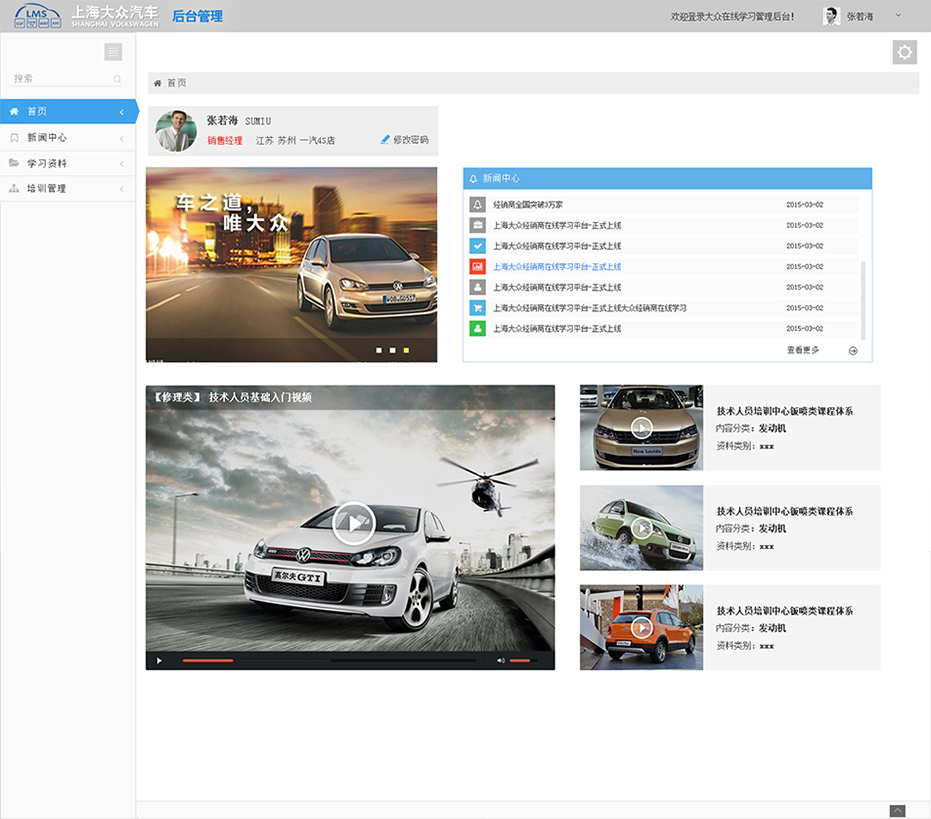 LMS
上海大众汽车
SHANGHAI VOLKSWAGEN
后台管理
欢迎登录大众在线学习管理后台!
张若海
搜索
首页
新闻中心
学习资料
培训管理
首页
张若海 SUMIU
销售经理 江苏 苏州 一汽4S店 修改密码
车之道，
唯大众
WOB·GO517
新闻中心
经销商全国突破3万家 2015-03-02
上海大众经销商在线学习平台-正式上线 2015-03-02
上海大众经销商在线学习平台-正式上线 2015-03-02
上海大众经销商在线学习平台-正式上线 2015-03-02
上海大众经销商在线学习平台-正式上线 2015-03-02
上海大众经销商在线学习平台-正式上线大众经销商在线学习 2015-03-02
上海大众经销商在线学习平台-正式上线 2015-03-02
查看更多
【修理类】 技术人员基础入门视频
高尔夫GTI
New Lavida
技术人员培训中心钣喷类课程体系
内容分类：发动机
资料类别：xxx
技术人员培训中心钣喷类课程体系
内容分类：发动机
资料类别：xxx
技术人员培训中心钣喷类课程体系
内容分类：发动机
资料类别：xxx